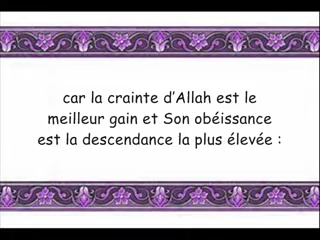 car la crainte d’Allah est le
meilleur gain et Son obéissance
est la descendance la plus élevée :